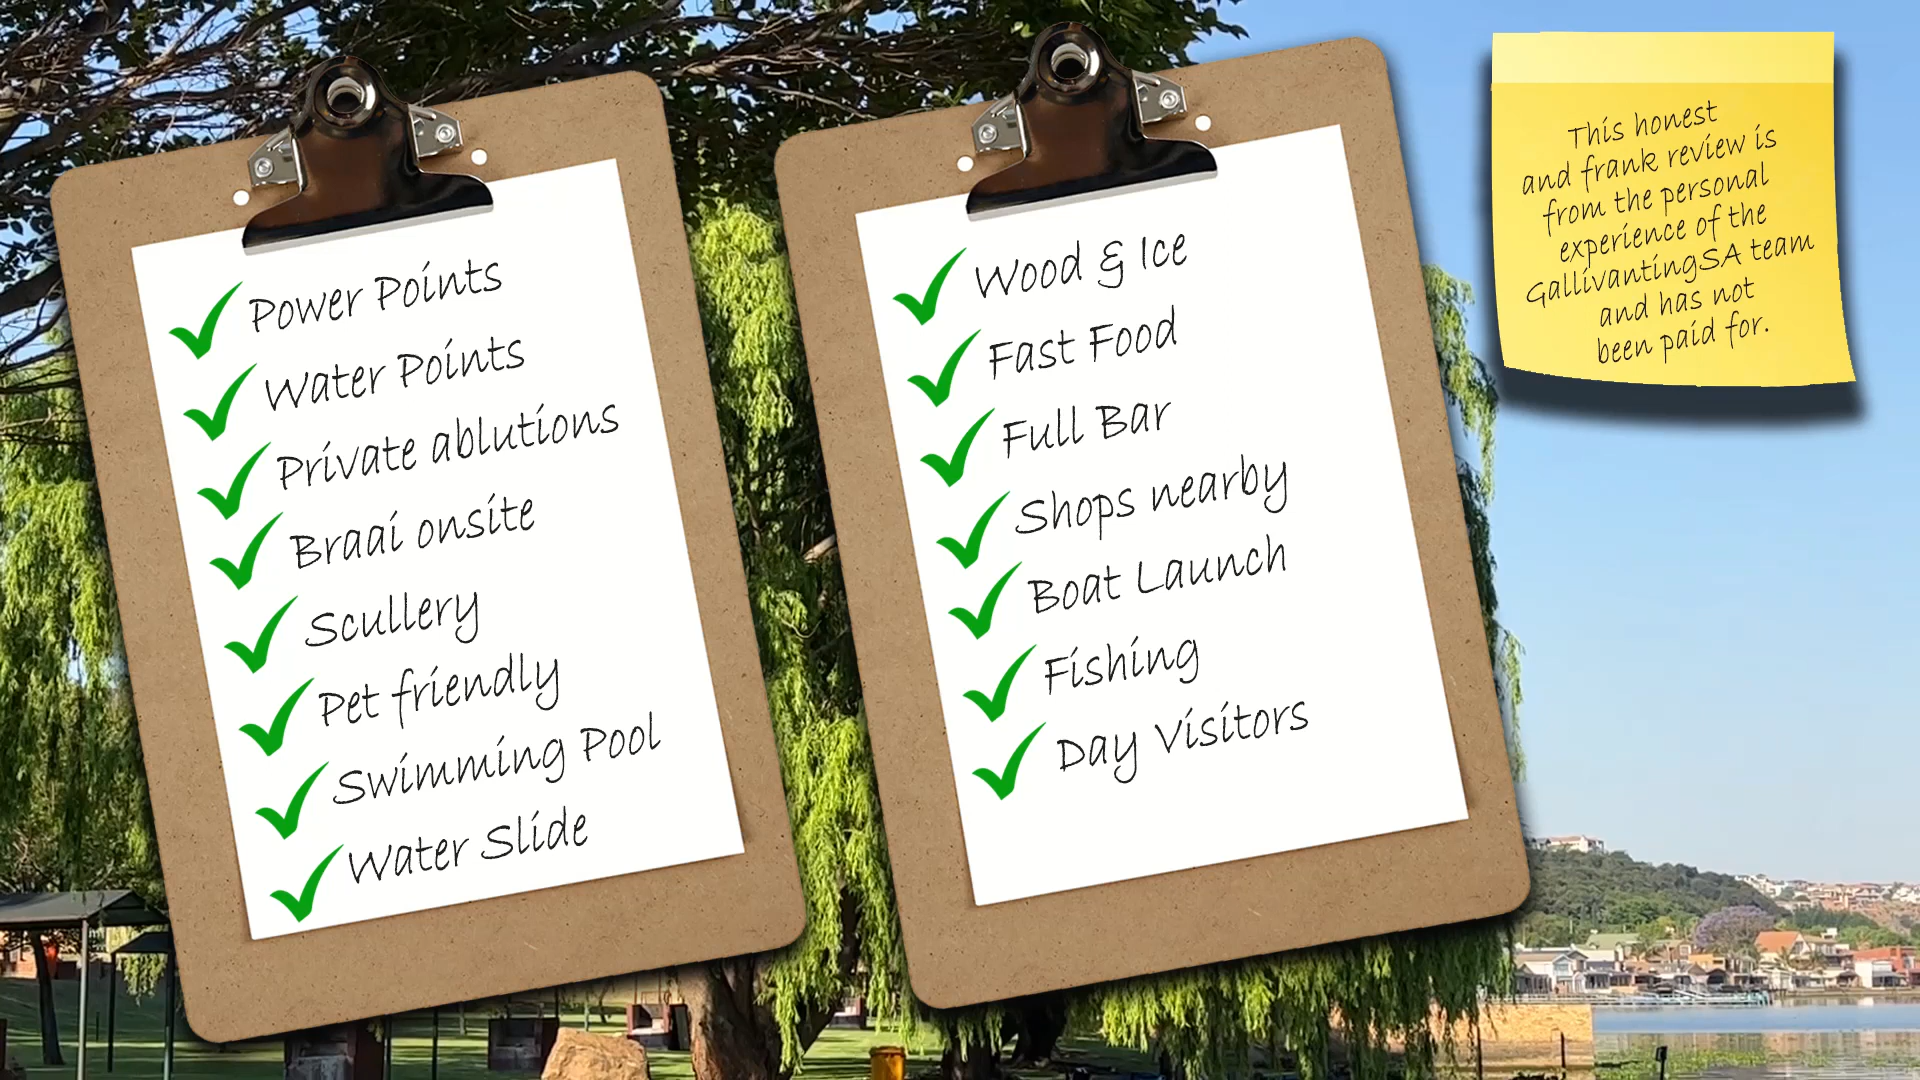 Power Points
Water Points
Private ablutions
Braai onsite
Scullery
Pet friendly
Swimming Pool
Water Slide
Wood & Ice
Fast Food
Full Bar
Shops nearby
Boat Launch
Fishing
Day Visitors
This honest
and frank review is
from the personal
experience of the
GallivantingSA team
and has not
been paid for.